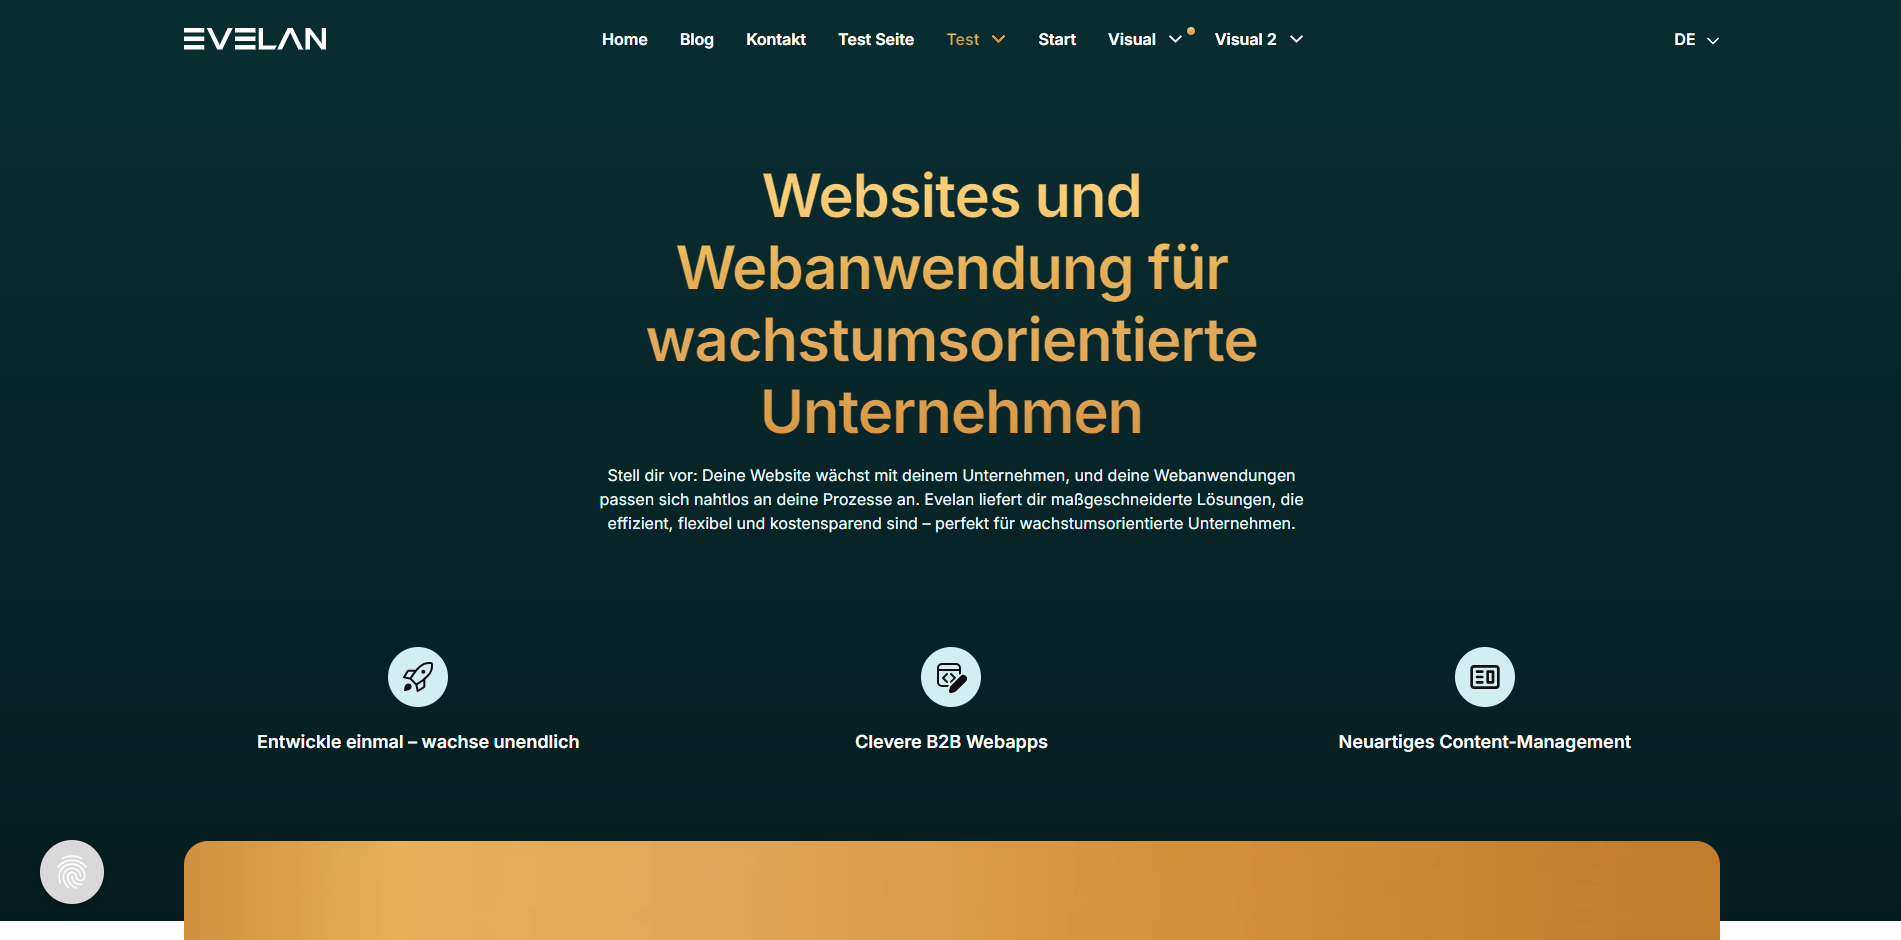 EVELAN
Home Blog Kontakt Test Seite Test Start Visual Visual 2 DE
Websites und
Webanwendung für
wachstumsorientierte
Unternehmen
Stell dir vor: Deine Website wächst mit deinem Unternehmen, und deine Webanwendungen
passen sich nahtlos an deine Prozesse an. Evelan liefert dir maßgeschneiderte Lösungen, die
effizient, flexibel und kostensparend sind – perfekt für wachstumsorientierte Unternehmen.
Entwickle einmal – wachse unendlich
Clevere B2B Webapps
Neuartiges Content-Management